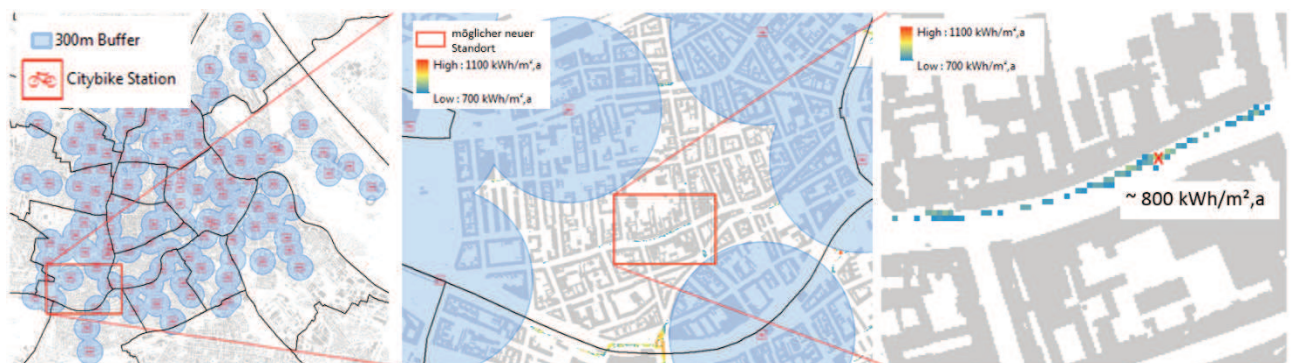 300m Buffer
Citybike Station
möglicher neuer
Standort
High : 1100 kWh/m²,a
Low : 700 kWh/m²,a
High : 1100 kWh/m²,a
Low : 700 kWh/m²,a
~ 800 kWh/m²,a